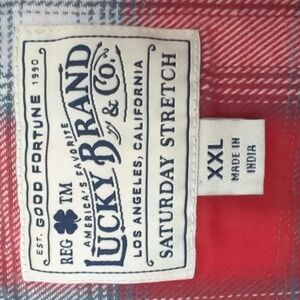 EST. GOOD FORTUNE 1990
REG TM
AMERICA'S FAVORITE
LUCKY BRAND
& Co.
LOS ANGELES, CALIFORNIA
SATURDAY STRETCH
XXL
MADE IN
INDIA